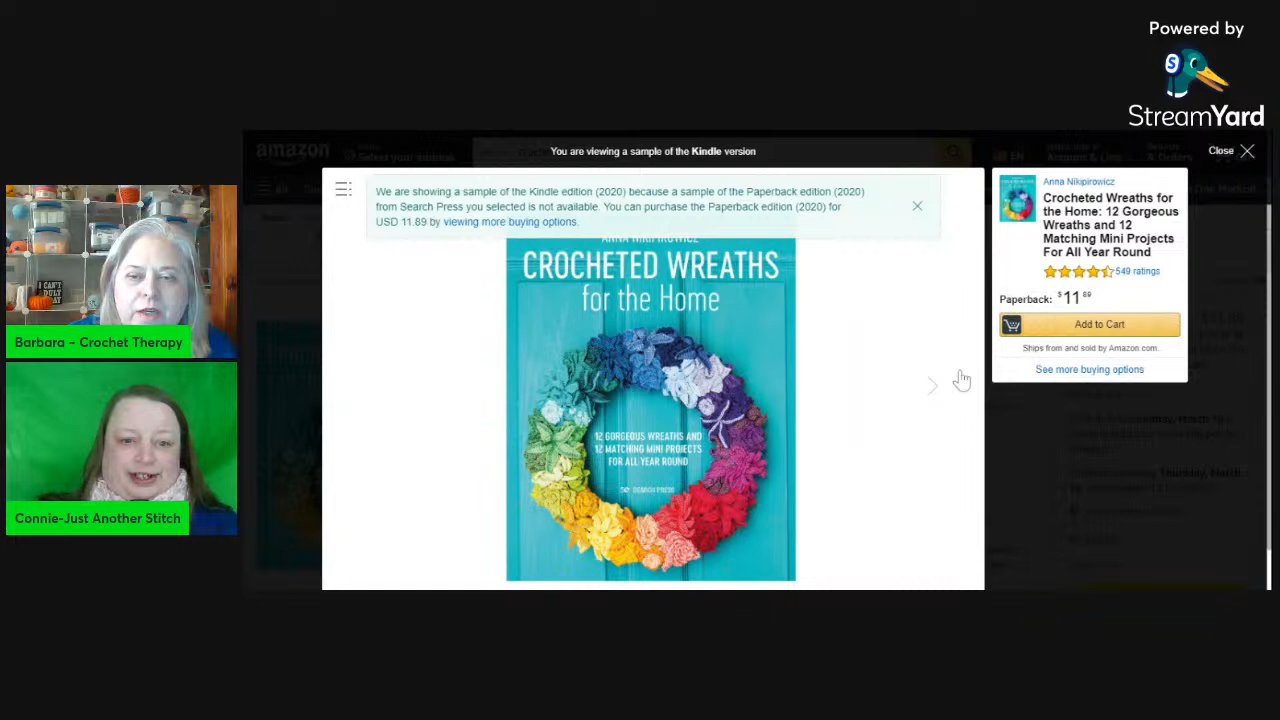 Powered by
StreamYard
amazon
You are viewing a sample of the Kindle version
Close
We are showing a sample of the Kindle edition (2020) because a sample of the Paperback edition (2020)
from Search Press you selected is not available. You can purchase the Paperback edition (2020) for
USD 11.89 by viewing more buying options.
ANNA NIKIPIROWICZ
CROCHETED WREATHS
for the Home
12 GORGEOUS WREATHS AND
12 MATCHING MINI PROJECTS
FOR ALL YEAR ROUND
SEARCH PRESS
Anna Nikipirowicz
Crocheted Wreaths for
the Home: 12 Gorgeous
Wreaths and 12
Matching Mini Projects
For All Year Round
549 ratings
Paperback: $11 89
Add to Cart
Ships from and sold by Amazon.com.
See more buying options
I CAN'T
Barbara – Crochet Therapy
Connie-Just Another Stitch